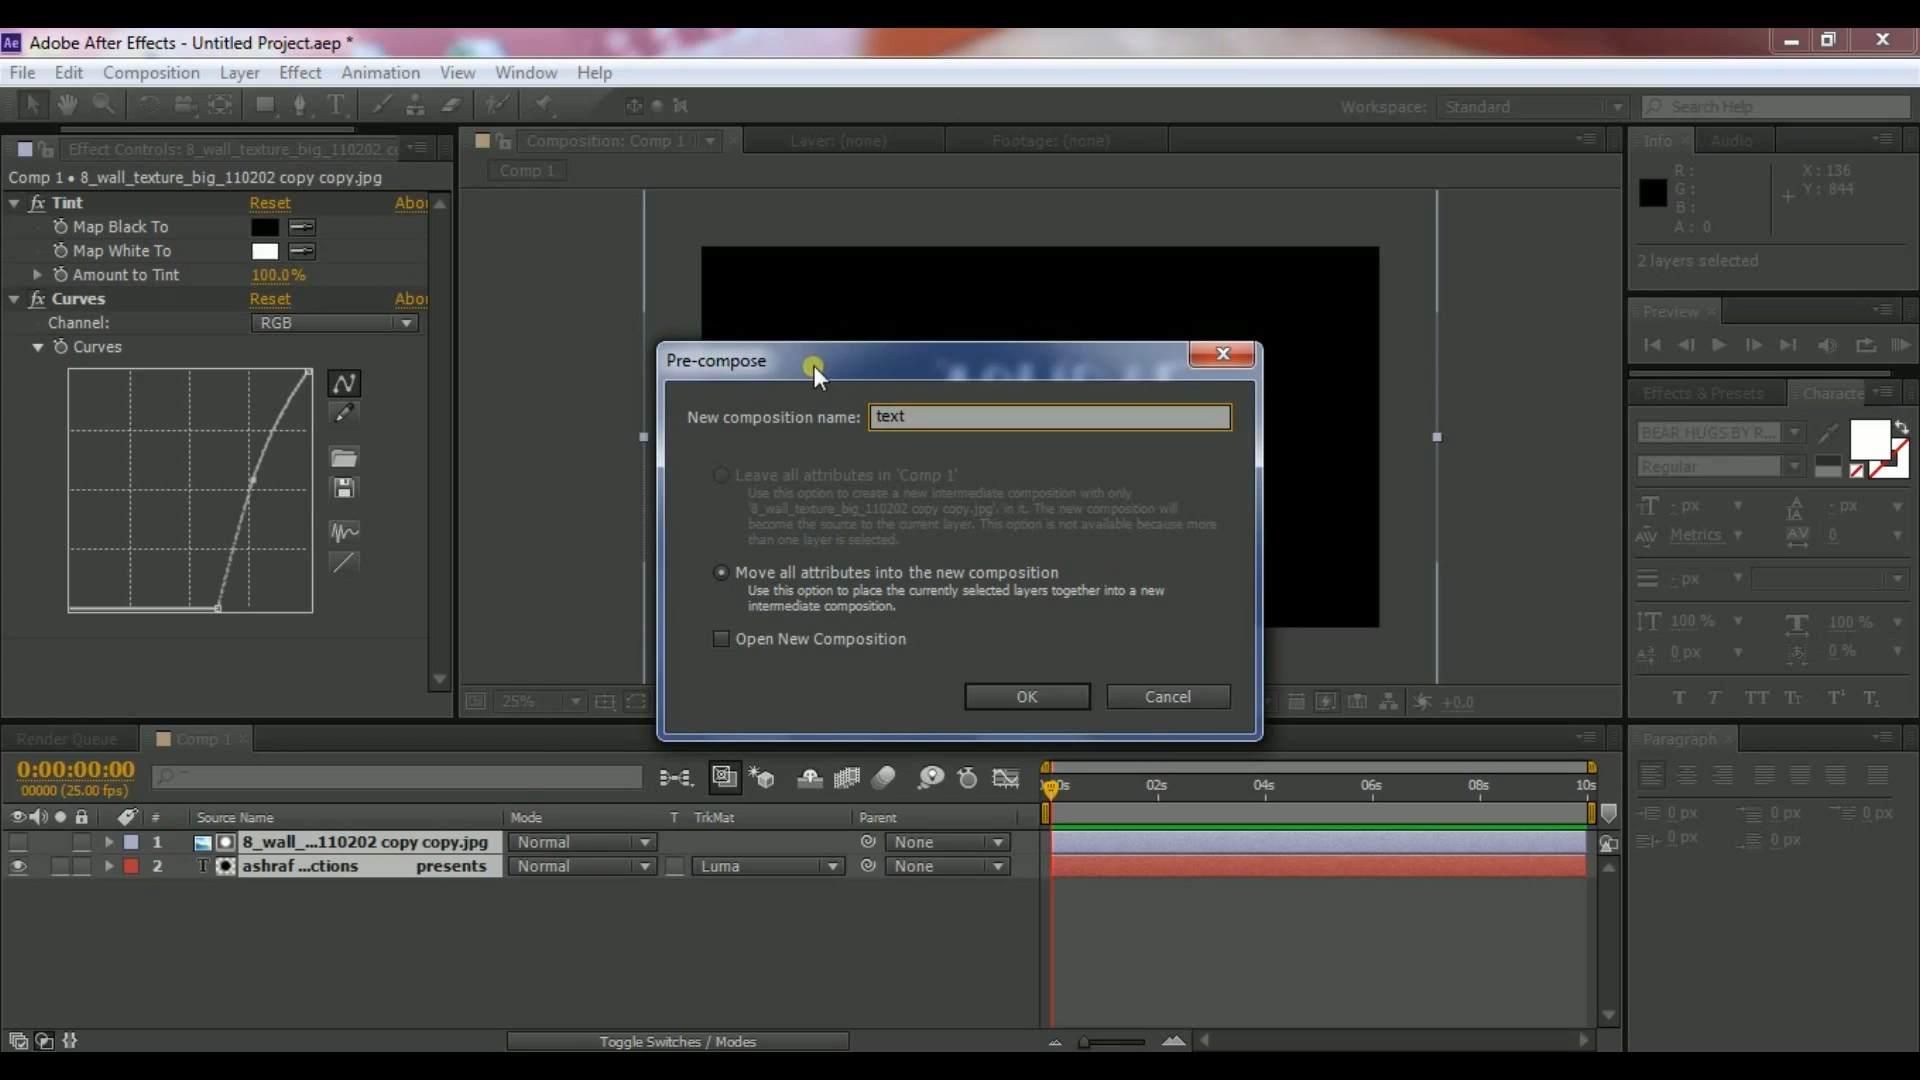 Ae Adobe After Effects - Untitled Project.aep *
File Edit Composition Layer Effect Animation View Window Help
Workspace: Standard Search Help
Effect Controls: 8_wall_texture_big_110202 cc
Composition: Comp 1 Layer: (none) Footage: (none)
Info Audio
Comp 1
Comp 1 • 8_wall_texture_big_110202 copy copy.jpg
R :
G :
B :
A : 0
X : 136
Y : 844
2 layers selected
fx Tint Reset Abou
Map Black To
Map White To
Amount to Tint 100.0%
fx Curves Reset Abou
Channel: RGB
Curves
Preview
Effects & Presets Characte
BEAR HUGS BY R...
Regular
- px - px
Metrics 0
- px
100 % 100 %
0 px 0 %
T T TT Tr T¹ T₁
Pre-compose
New composition name: text
Leave all attributes in 'Comp 1'
Use this option to create a new intermediate composition with only
'8_wall_texture_big_110202 copy copy.jpg', in it. The new composition will
become the source to the current layer. This option is not available because more
than one layer is selected.
Move all attributes into the new composition
Use this option to place the currently selected layers together into a new
intermediate composition.
Open New Composition
OK Cancel
25% +0.0
Render Queue Comp 1
Paragraph
0:00:00:00
00000 (25.00 fps)
02s 04s 06s 08s 10s
# Source Name Mode T TrkMat Parent
1 8_wall_...110202 copy copy.jpg Normal None
2 T ashraf ...ctions presents Normal Luma None
0 px 0 px 0 px
0 px 0 px
Toggle Switches / Modes